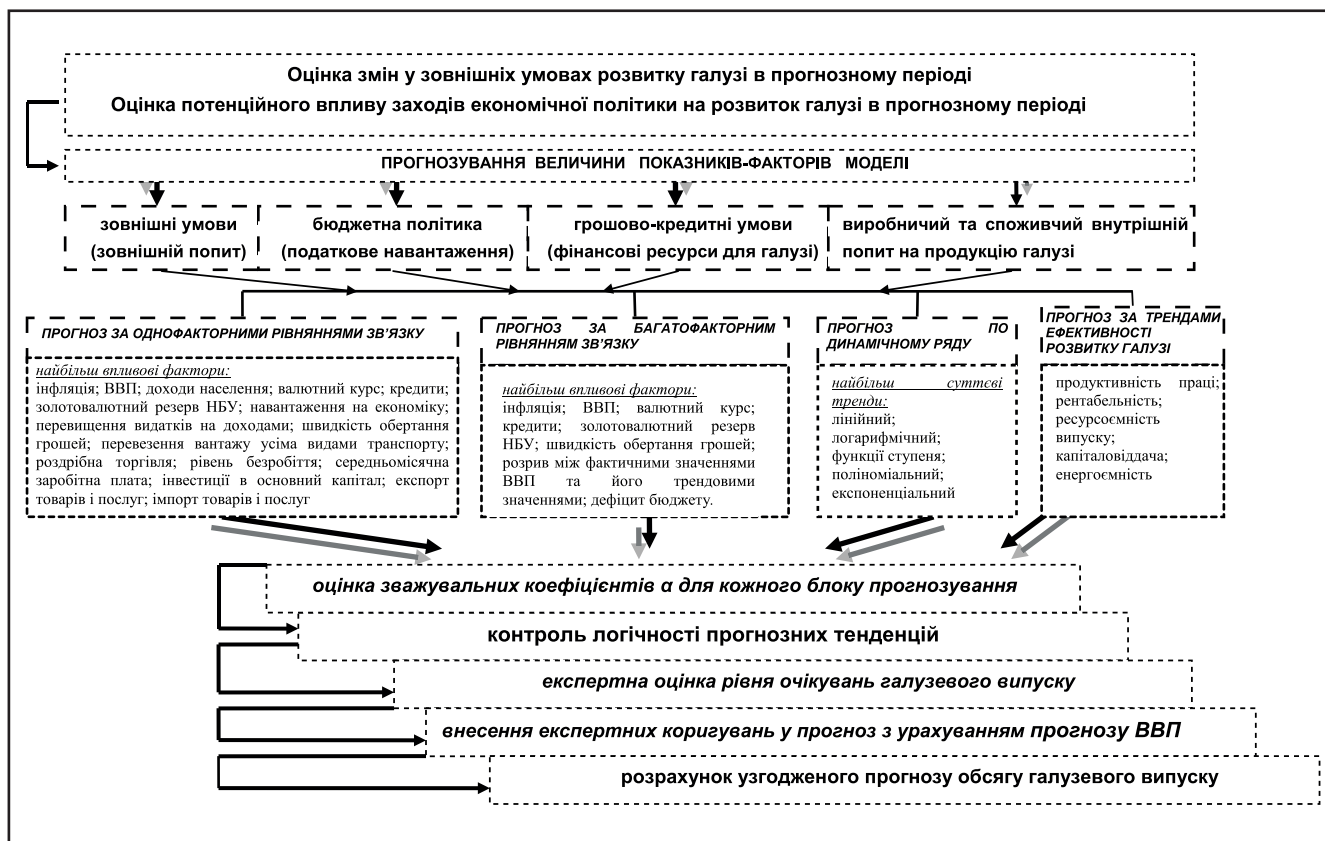 Оцінка змін у зовнішніх умовах розвитку галузі в прогнозному періоді
Оцінка потенційного впливу заходів економічної політики на розвиток галузі в прогнозному періоді
ПРОГНОЗУВАННЯ ВЕЛИЧИНИ ПОКАЗНИКІВ-ФАКТОРІВ МОДЕЛІ
зовнішні умови
(зовнішній попит)
бюджетна політика
(податкове навантаження)
грошово-кредитні умови
(фінансові ресурси для галузі)
виробничий та споживчий внутрішній
попит на продукцію галузі
ПРОГНОЗ ЗА ОДНОФАКТОРНИМИ РІВНЯННЯМИ ЗВ'ЯЗКУ
найбільш впливові фактори:
інфляція; ВВП; доходи населення; валютний курс; кредити;
золотовалютний резерв НБУ; навантаження на економіку;
перевищення видатків на доходами; швидкість обертання
грошей; перевезення вантажу усіма видами транспорту;
роздрібна торгівля; рівень безробіття; середньомісячна
заробітна плата; інвестиції в основний капітал; експорт
товарів і послуг; імпорт товарів і послуг
ПРОГНОЗ ЗА БАГАТОФАКТОРНИМ
РІВНЯННЯМ ЗВ'ЯЗКУ
найбільш впливові фактори:
інфляція; ВВП; валютний курс;
кредити; золотовалютний резерв
НБУ; швидкість обертання грошей;
розрив між фактичними значеннями
ВВП та його трендовими
значеннями; дефіцит бюджету.
ПРОГНОЗ ПО
ДИНАМІЧНОМУ РЯДУ
найбільш суттєві
тренди:
лінійний;
логарифмічний;
функції ступеня;
поліноміальний;
експоненціальний
ПРОГНОЗ ЗА ТРЕНДАМИ
ЕФЕКТИВНОСТІ
РОЗВИТКУ ГАЛУЗІ
продуктивність праці;
рентабельність;
ресурсоємність
випуску;
капіталовіддача;
енергоємність
оцінка зважувальних коефіцієнтів α для кожного блоку прогнозування
контроль логічності прогнозних тенденцій
експертна оцінка рівня очікувань галузевого випуску
внесення експертних коригувань у прогноз з урахуванням прогнозу ВВП
розрахунок узгодженого прогнозу обсягу галузевого випуску